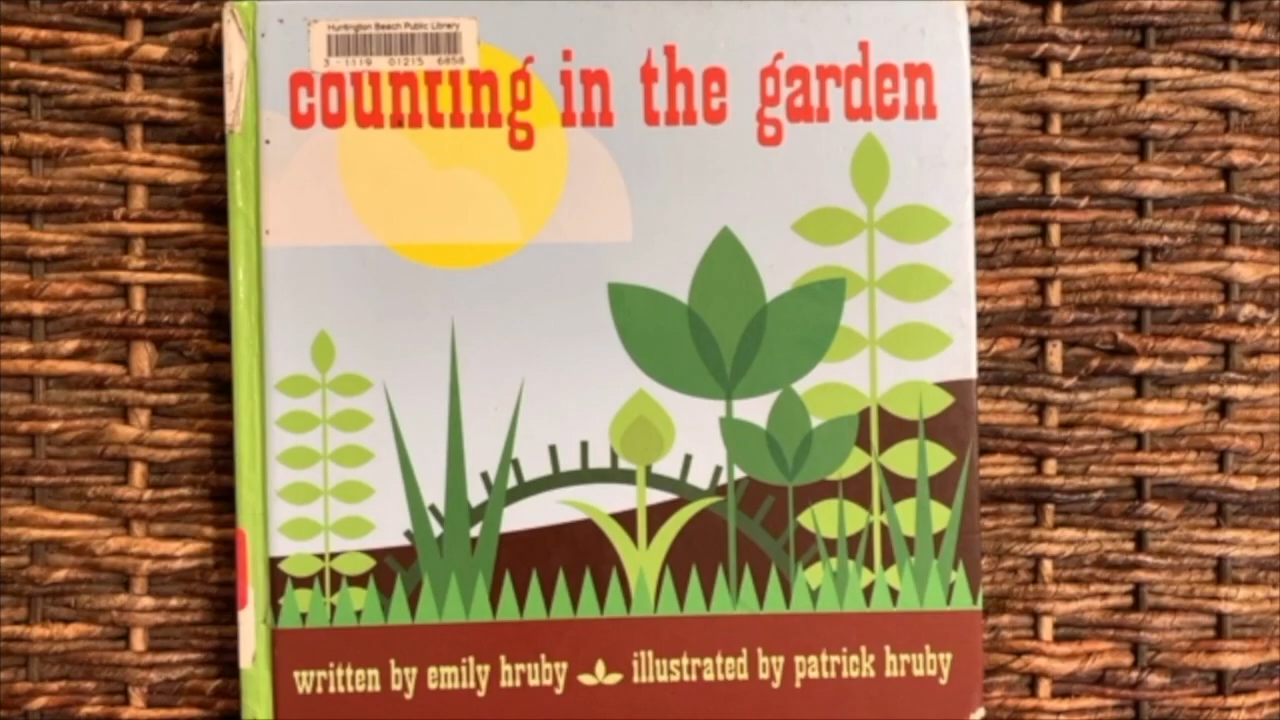 Huntington Beach Public Library
3 - 1119 01215 6858
counting in the garden
written by emily hruby illustrated by patrick hruby